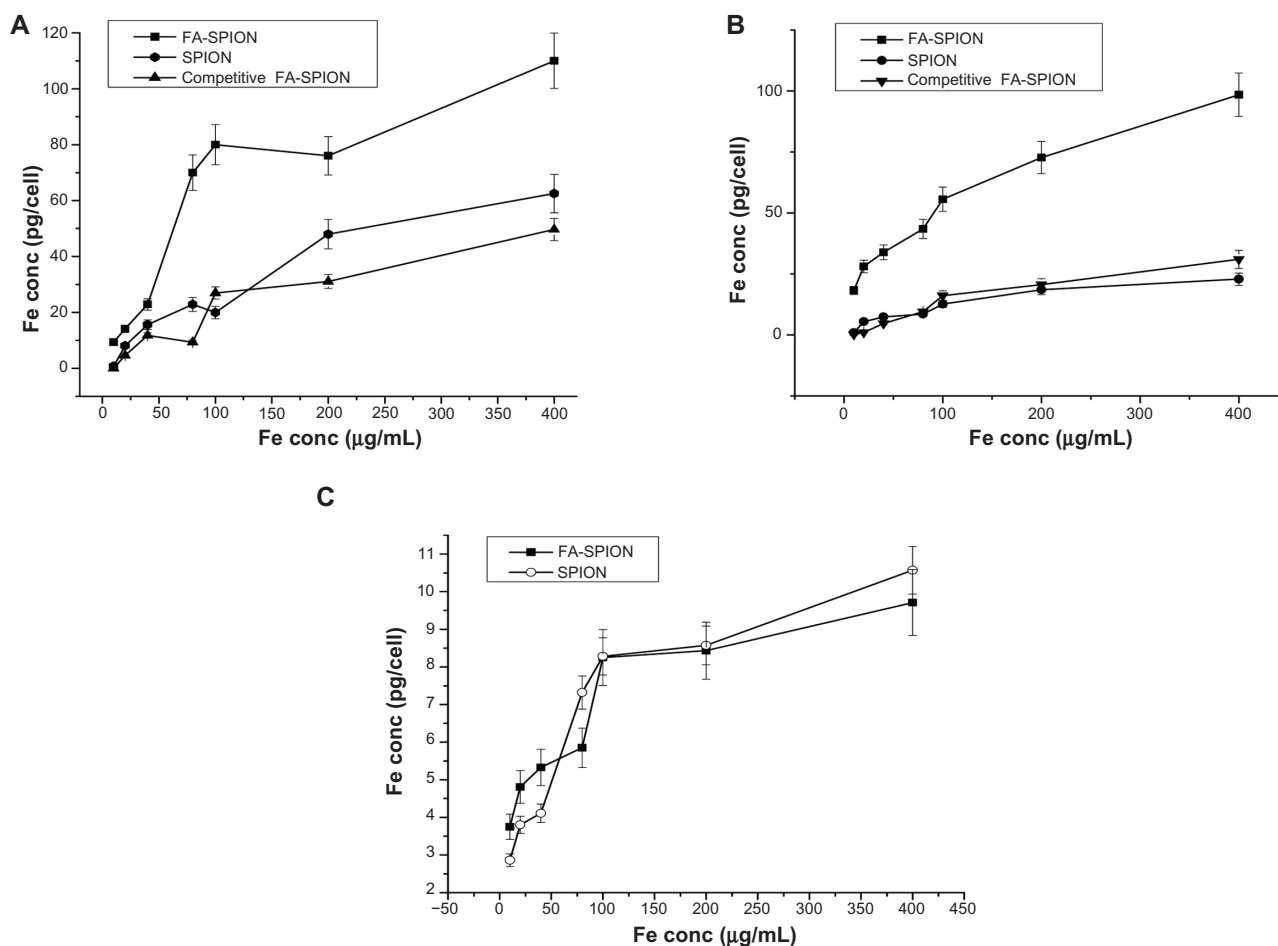 A
FA-SPION
SPION
Competitive FA-SPION
120
100
80
60
40
20
0
Fe conc (pg/cell)
0 50 100 150 200 250 300 350 400
Fe conc (µg/mL)
B
FA-SPION
SPION
Competitive FA-SPION
100
50
0
Fe conc (pg/cell)
0 100 200 300 400
Fe conc (µg/mL)
C
FA-SPION
SPION
11
10
9
8
7
6
5
4
3
2
Fe conc (pg/cell)
−50 0 50 100 150 200 250 300 350 400 450
Fe conc (µg/mL)